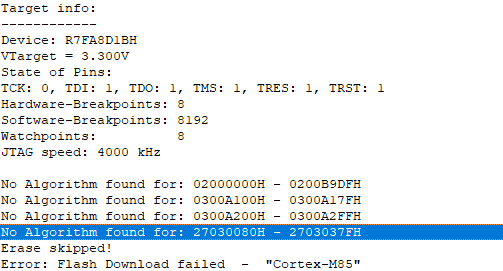 Target info:
------------
Device: R7FA8D1BH
VTarget = 3.300V
State of Pins:
TCK: 0, TDI: 1, TDO: 1, TMS: 1, TRES: 1, TRST: 1
Hardware-Breakpoints: 8
Software-Breakpoints: 8192
Watchpoints:          8
JTAG speed: 4000 kHz

No Algorithm found for: 02000000H - 0200B9DFH
No Algorithm found for: 0300A100H - 0300A17FH
No Algorithm found for: 0300A200H - 0300A2FFH
No Algorithm found for: 27030080H - 2703037FH
Erase skipped!
Error: Flash Download failed  -  "Cortex-M85"